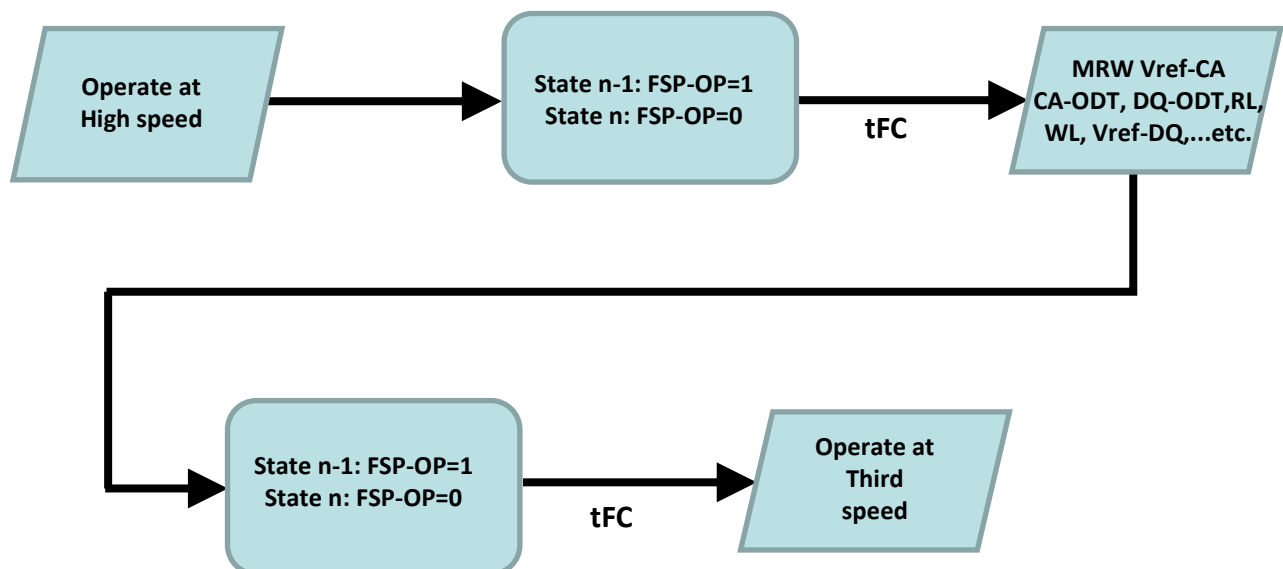 Operate at
High speed
State n-1: FSP-OP=1
State n: FSP-OP=0
tFC
MRW Vref-CA
CA-ODT, DQ-ODT,RL,
WL, Vref-DQ,...etc.
State n-1: FSP-OP=1
State n: FSP-OP=0
tFC
Operate at
Third
speed